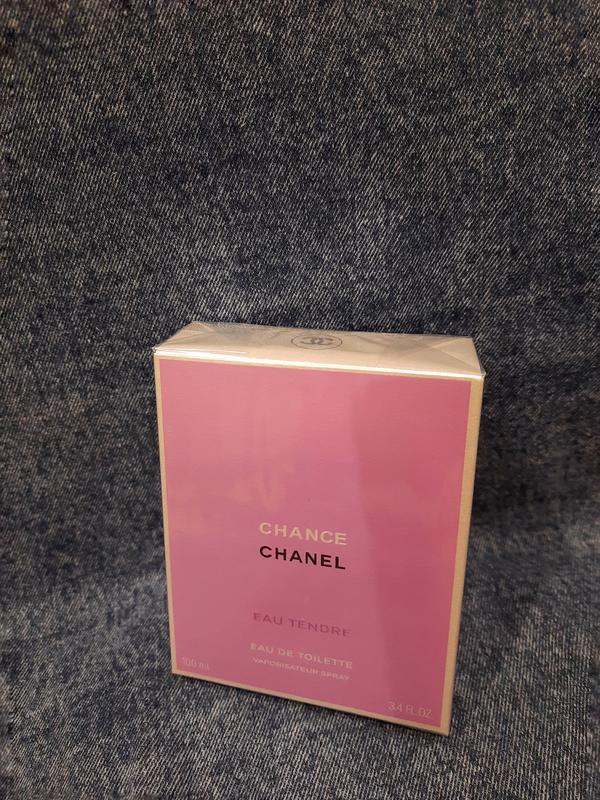 CHANCE
CHANEL
EAU TENDRE
EAU DE TOILETTE
VAPORISATEUR SPRAY
100 ml
3.4 FL.OZ